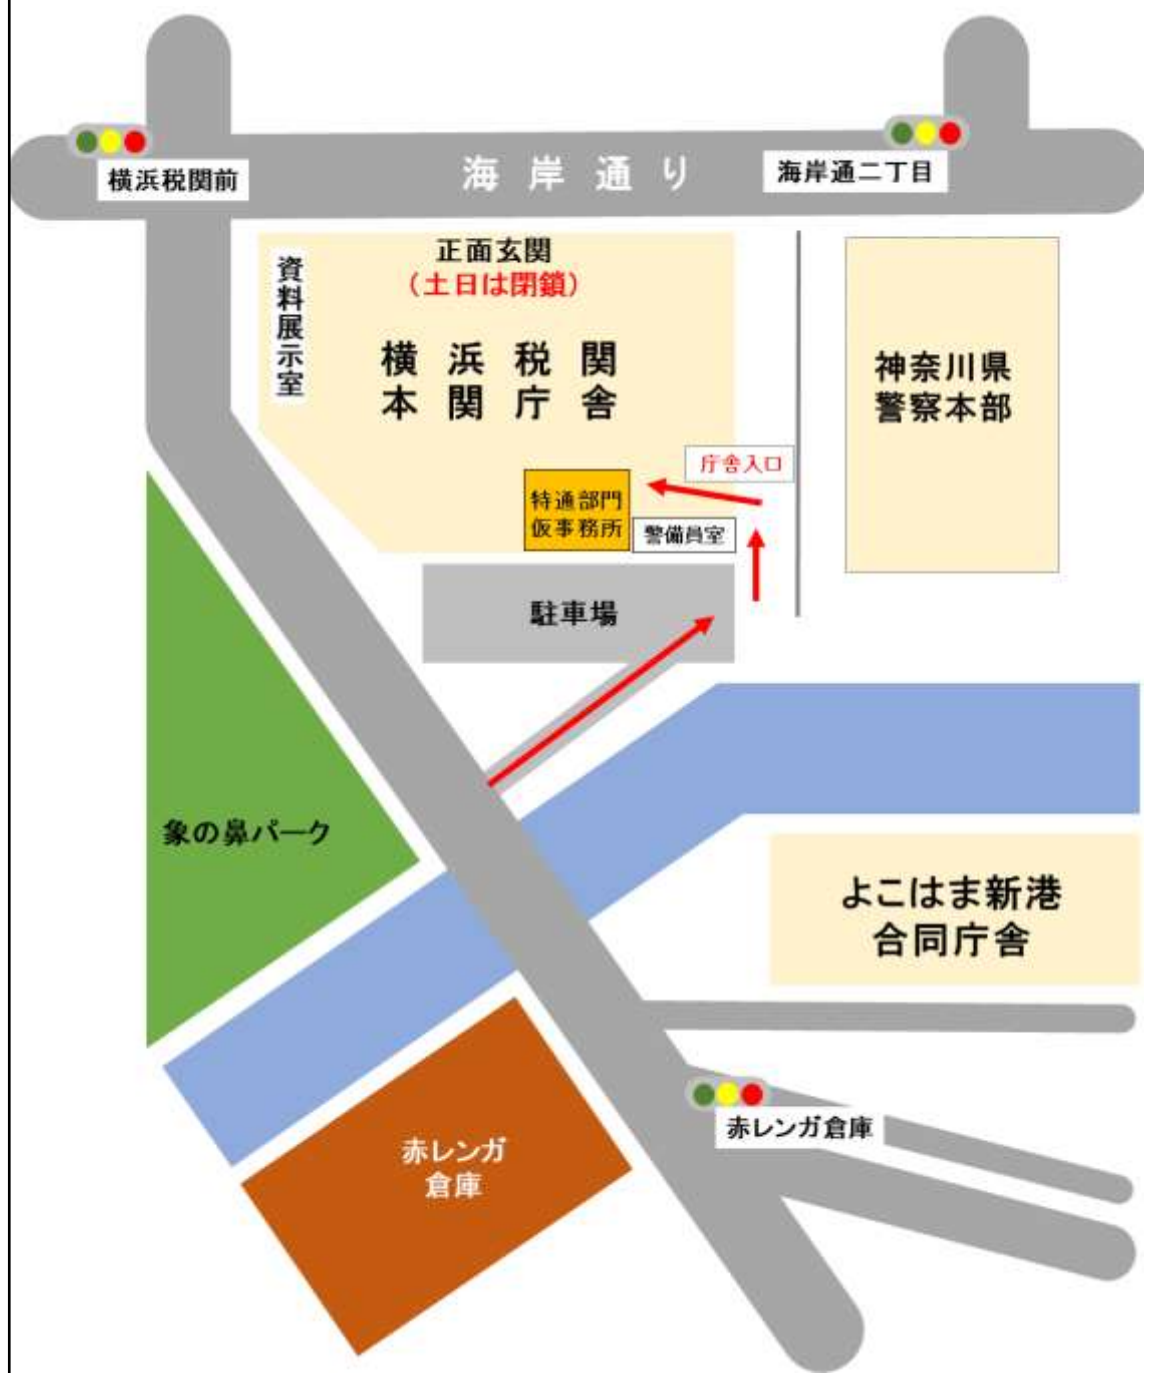 横浜税関前
海岸通り
海岸通二丁目
正面玄関
（土日は閉鎖）
資料展示室
横浜税関
本関庁舎
神奈川県
警察本部
庁舎入口
特通部門
仮事務所
警備員室
駐車場
象の鼻パーク
よこはま新港
合同庁舎
赤レンガ倉庫
赤レンガ
倉庫